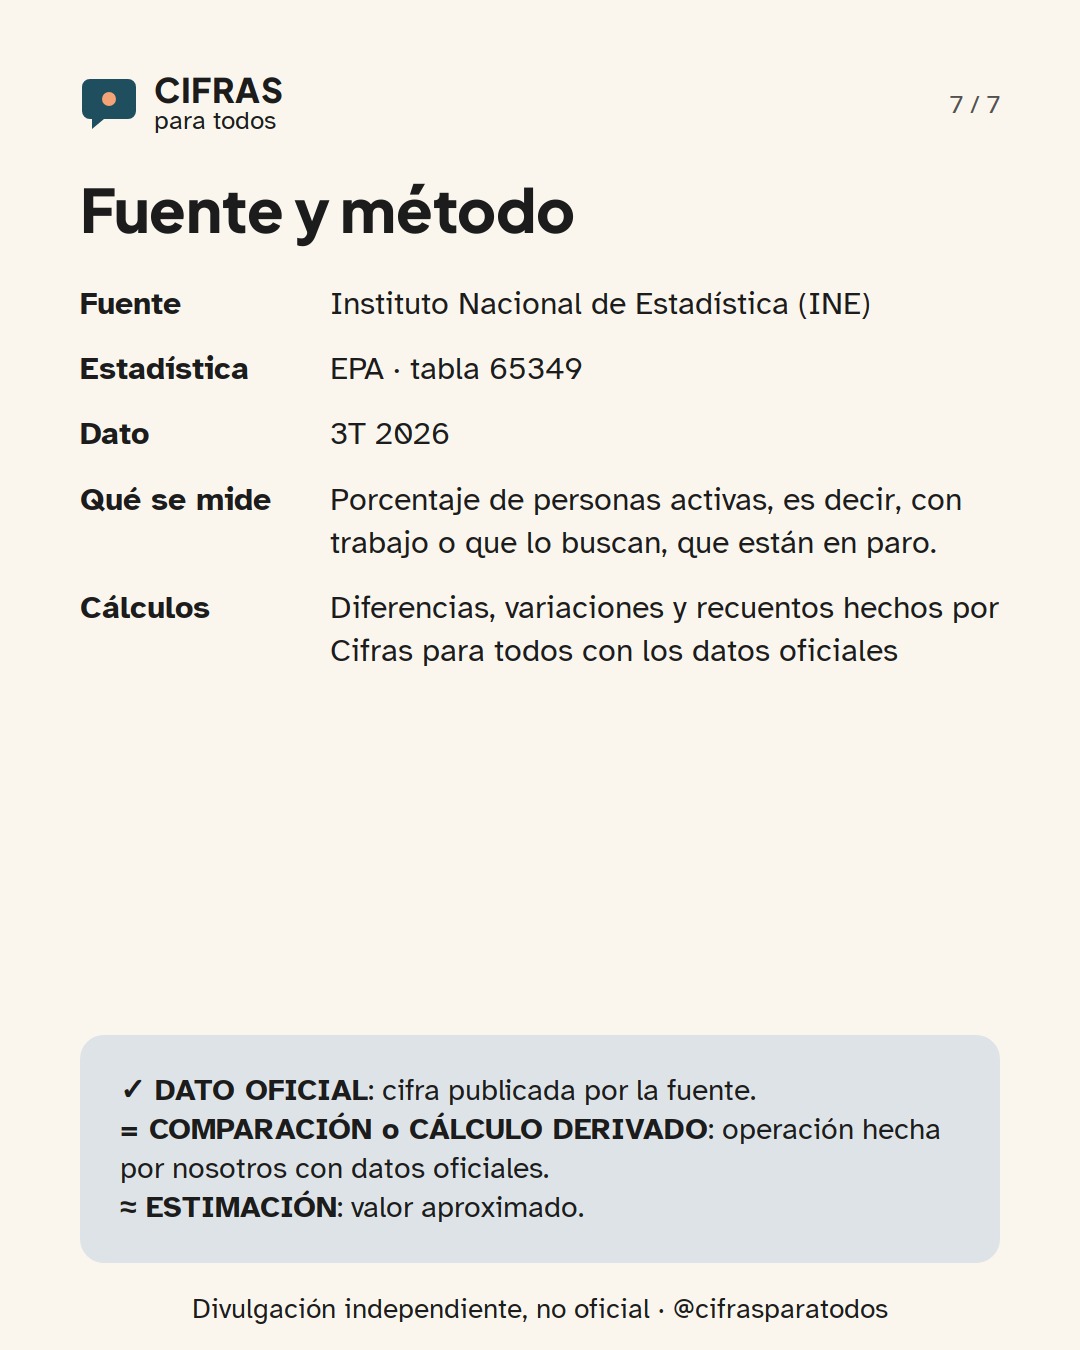 CIFRAS
para todos
7 / 7
Fuente y método
Fuente Instituto Nacional de Estadística (INE)
Estadística EPA · tabla 65349
Dato 3T 2026
Qué se mide Porcentaje de personas activas, es decir, con
trabajo o que lo buscan, que están en paro.
Cálculos Diferencias, variaciones y recuentos hechos por
Cifras para todos con los datos oficiales
✓ DATO OFICIAL: cifra publicada por la fuente.
= COMPARACIÓN o CÁLCULO DERIVADO: operación hecha
por nosotros con datos oficiales.
≈ ESTIMACIÓN: valor aproximado.
Divulgación independiente, no oficial · @cifrasparatodos